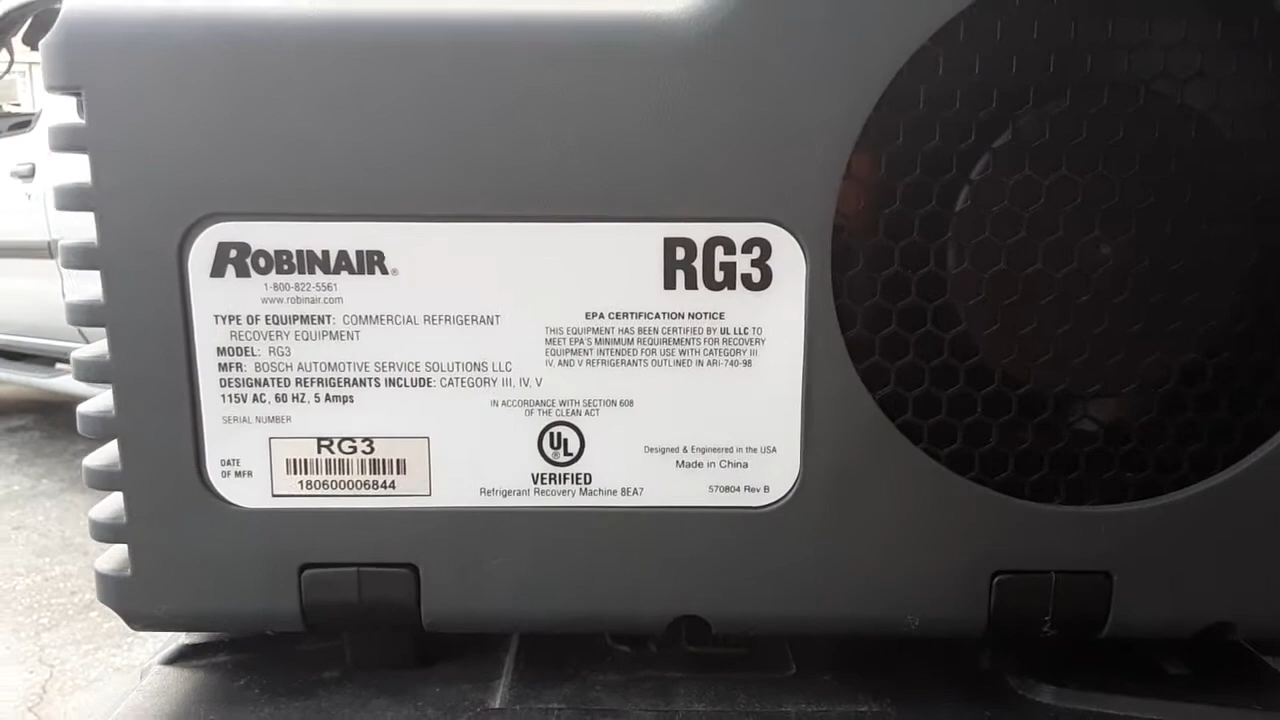 ROBINAIR®
1-800-822-5561
www.robinair.com
RG3
TYPE OF EQUIPMENT: COMMERCIAL REFRIGERANT
RECOVERY EQUIPMENT
MODEL: RG3
MFR: BOSCH AUTOMOTIVE SERVICE SOLUTIONS LLC
DESIGNATED REFRIGERANTS INCLUDE: CATEGORY III, IV, V
115V AC, 60 HZ, 5 Amps
SERIAL NUMBER
EPA CERTIFICATION NOTICE
THIS EQUIPMENT HAS BEEN CERTIFIED BY UL LLC TO
MEET EPA'S MINIMUM REQUIREMENTS FOR RECOVERY
EQUIPMENT INTENDED FOR USE WITH CATEGORY III,
IV, AND V REFRIGERANTS OUTLINED IN ARI-740-98
IN ACCORDANCE WITH SECTION 608
OF THE CLEAN ACT
DATE
OF MFR
RG3
180600006844
UL
VERIFIED
Refrigerant Recovery Machine 8EA7
Designed & Engineered in the USA
Made in China
570804 Rev B